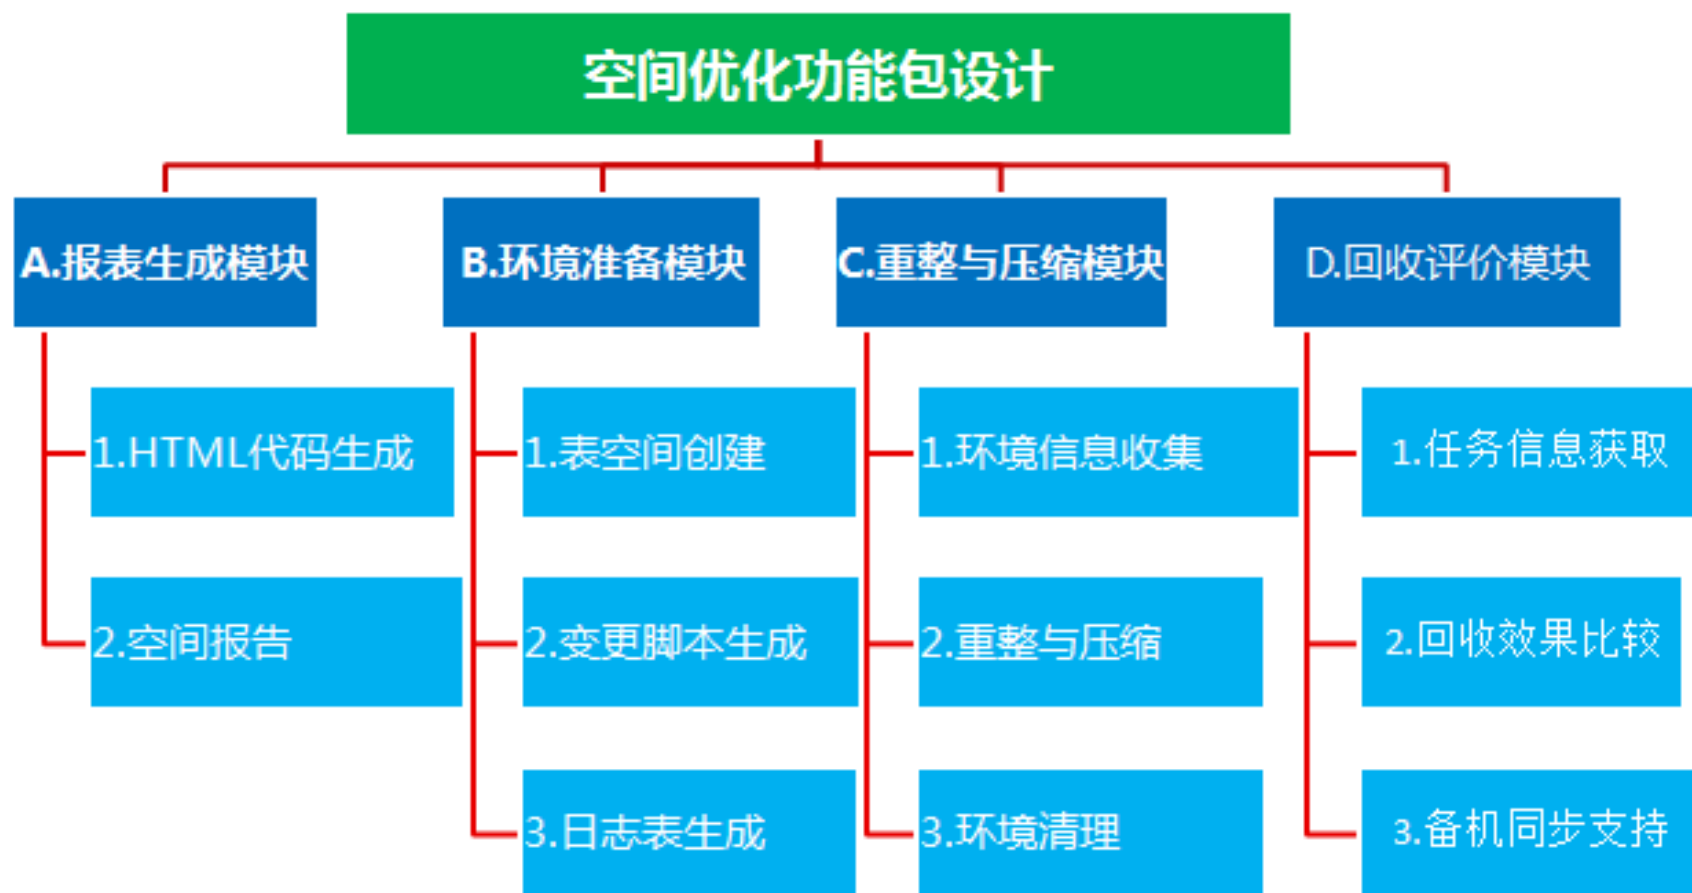 空间优化功能包设计
A.报表生成模块
B.环境准备模块
C.重整与压缩模块
D.回收评价模块
1.HTML代码生成
1.表空间创建
1.环境信息收集
1.任务信息获取
2.空间报告
2.变更脚本生成
2.重整与压缩
2.回收效果比较
3.日志表生成
3.环境清理
3.备机同步支持